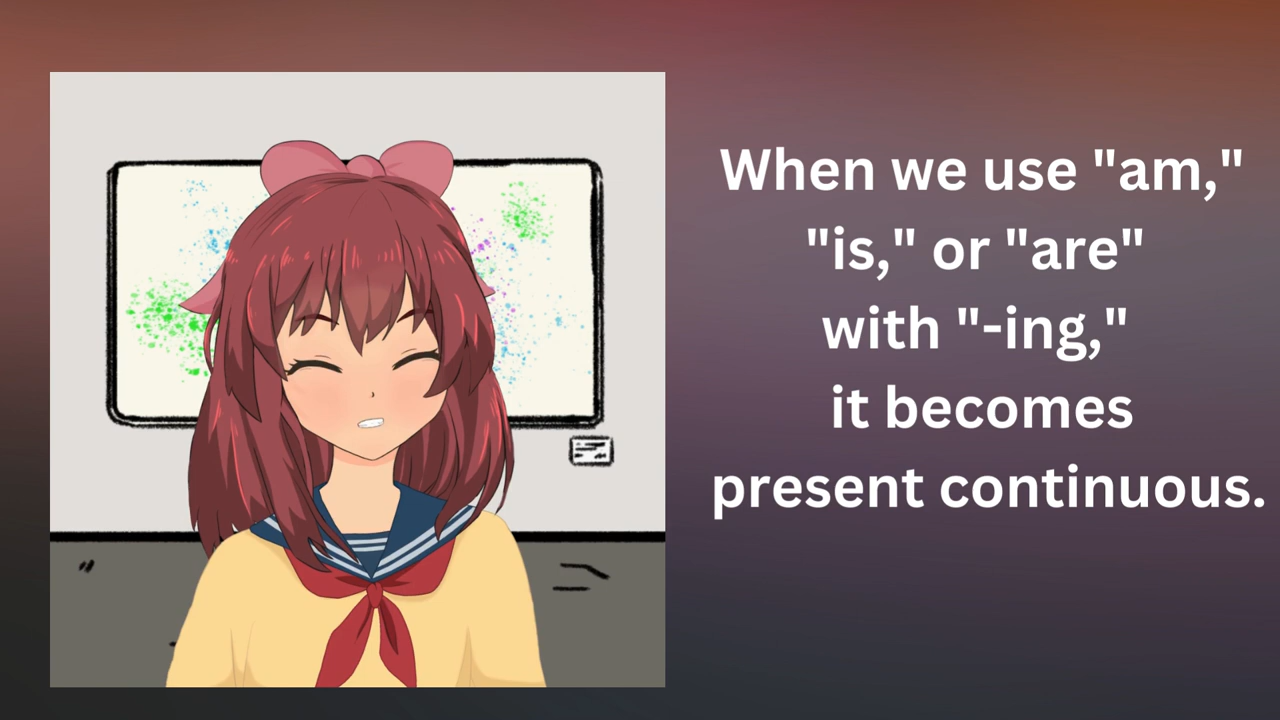 When we use "am,"
"is," or "are"
with "-ing,"
it becomes
present continuous.